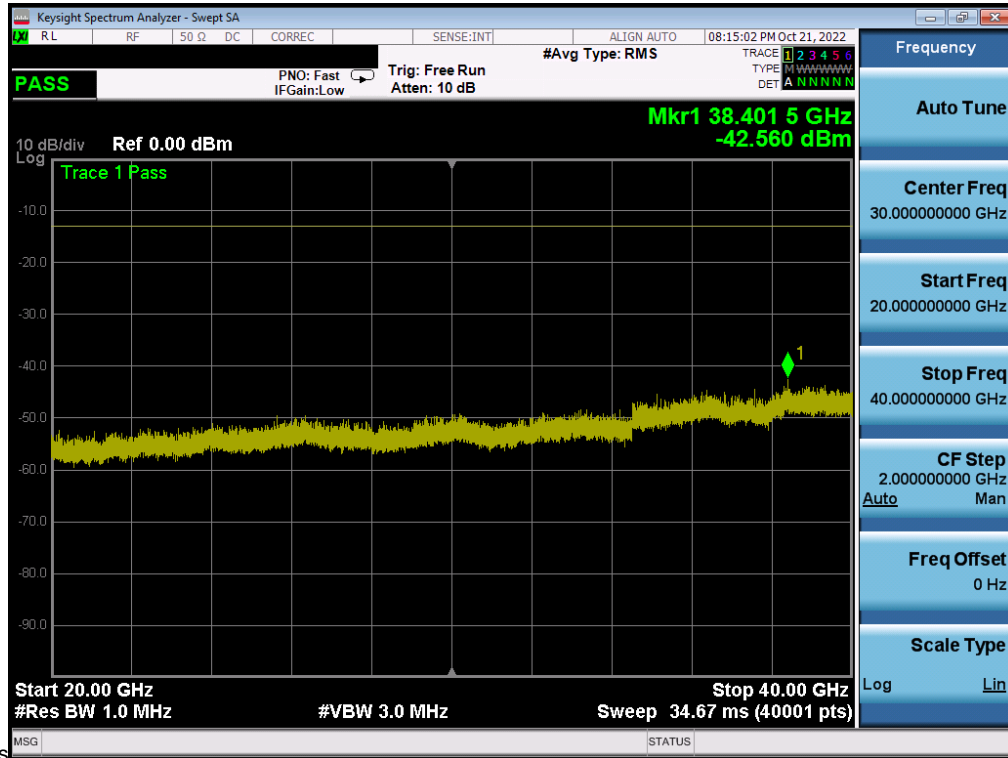 Keysight Spectrum Analyzer - Swept SA
LXI RL RF 50 Ω DC CORREC SENSE:INT ALIGN AUTO 08:15:02 PM Oct 21, 2022
Frequency
PASS
PNO: Fast
IFGain:Low
Trig: Free Run
Atten: 10 dB
#Avg Type: RMS
TRACE 1 2 3 4 5 6
TYPE M W W W W W
DET A N N N N N
Auto Tune
Mkr1 38.401 5 GHz
-42.560 dBm
10 dB/div Ref 0.00 dBm
Log
Trace 1 Pass
Center Freq
30.000000000 GHz
-10.0
-20.0
Start Freq
20.000000000 GHz
-30.0
1
-40.0
Stop Freq
40.000000000 GHz
-50.0
-60.0
CF Step
2.000000000 GHz
Auto Man
-70.0
Freq Offset
0 Hz
-80.0
-90.0
Scale Type
Log Lin
Start 20.00 GHz Stop 40.00 GHz
#Res BW 1.0 MHz #VBW 3.0 MHz Sweep 34.67 ms (40001 pts)
s
MSG STATUS